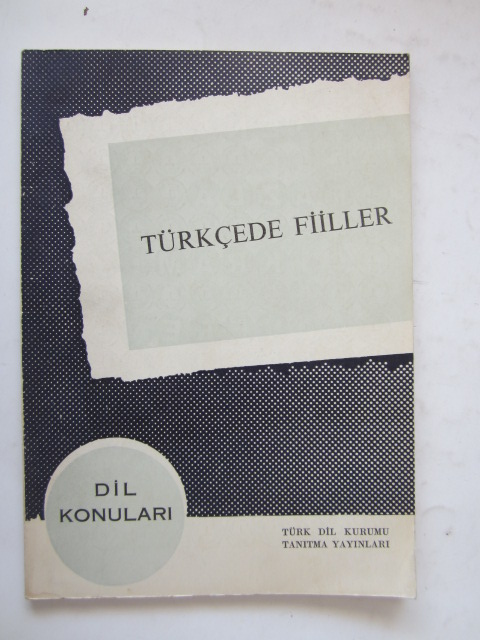 TÜRKÇEDE FİİLLER
DİL
KONULARI
TÜRK DİL KURUMU
TANITMA YAYINLARI